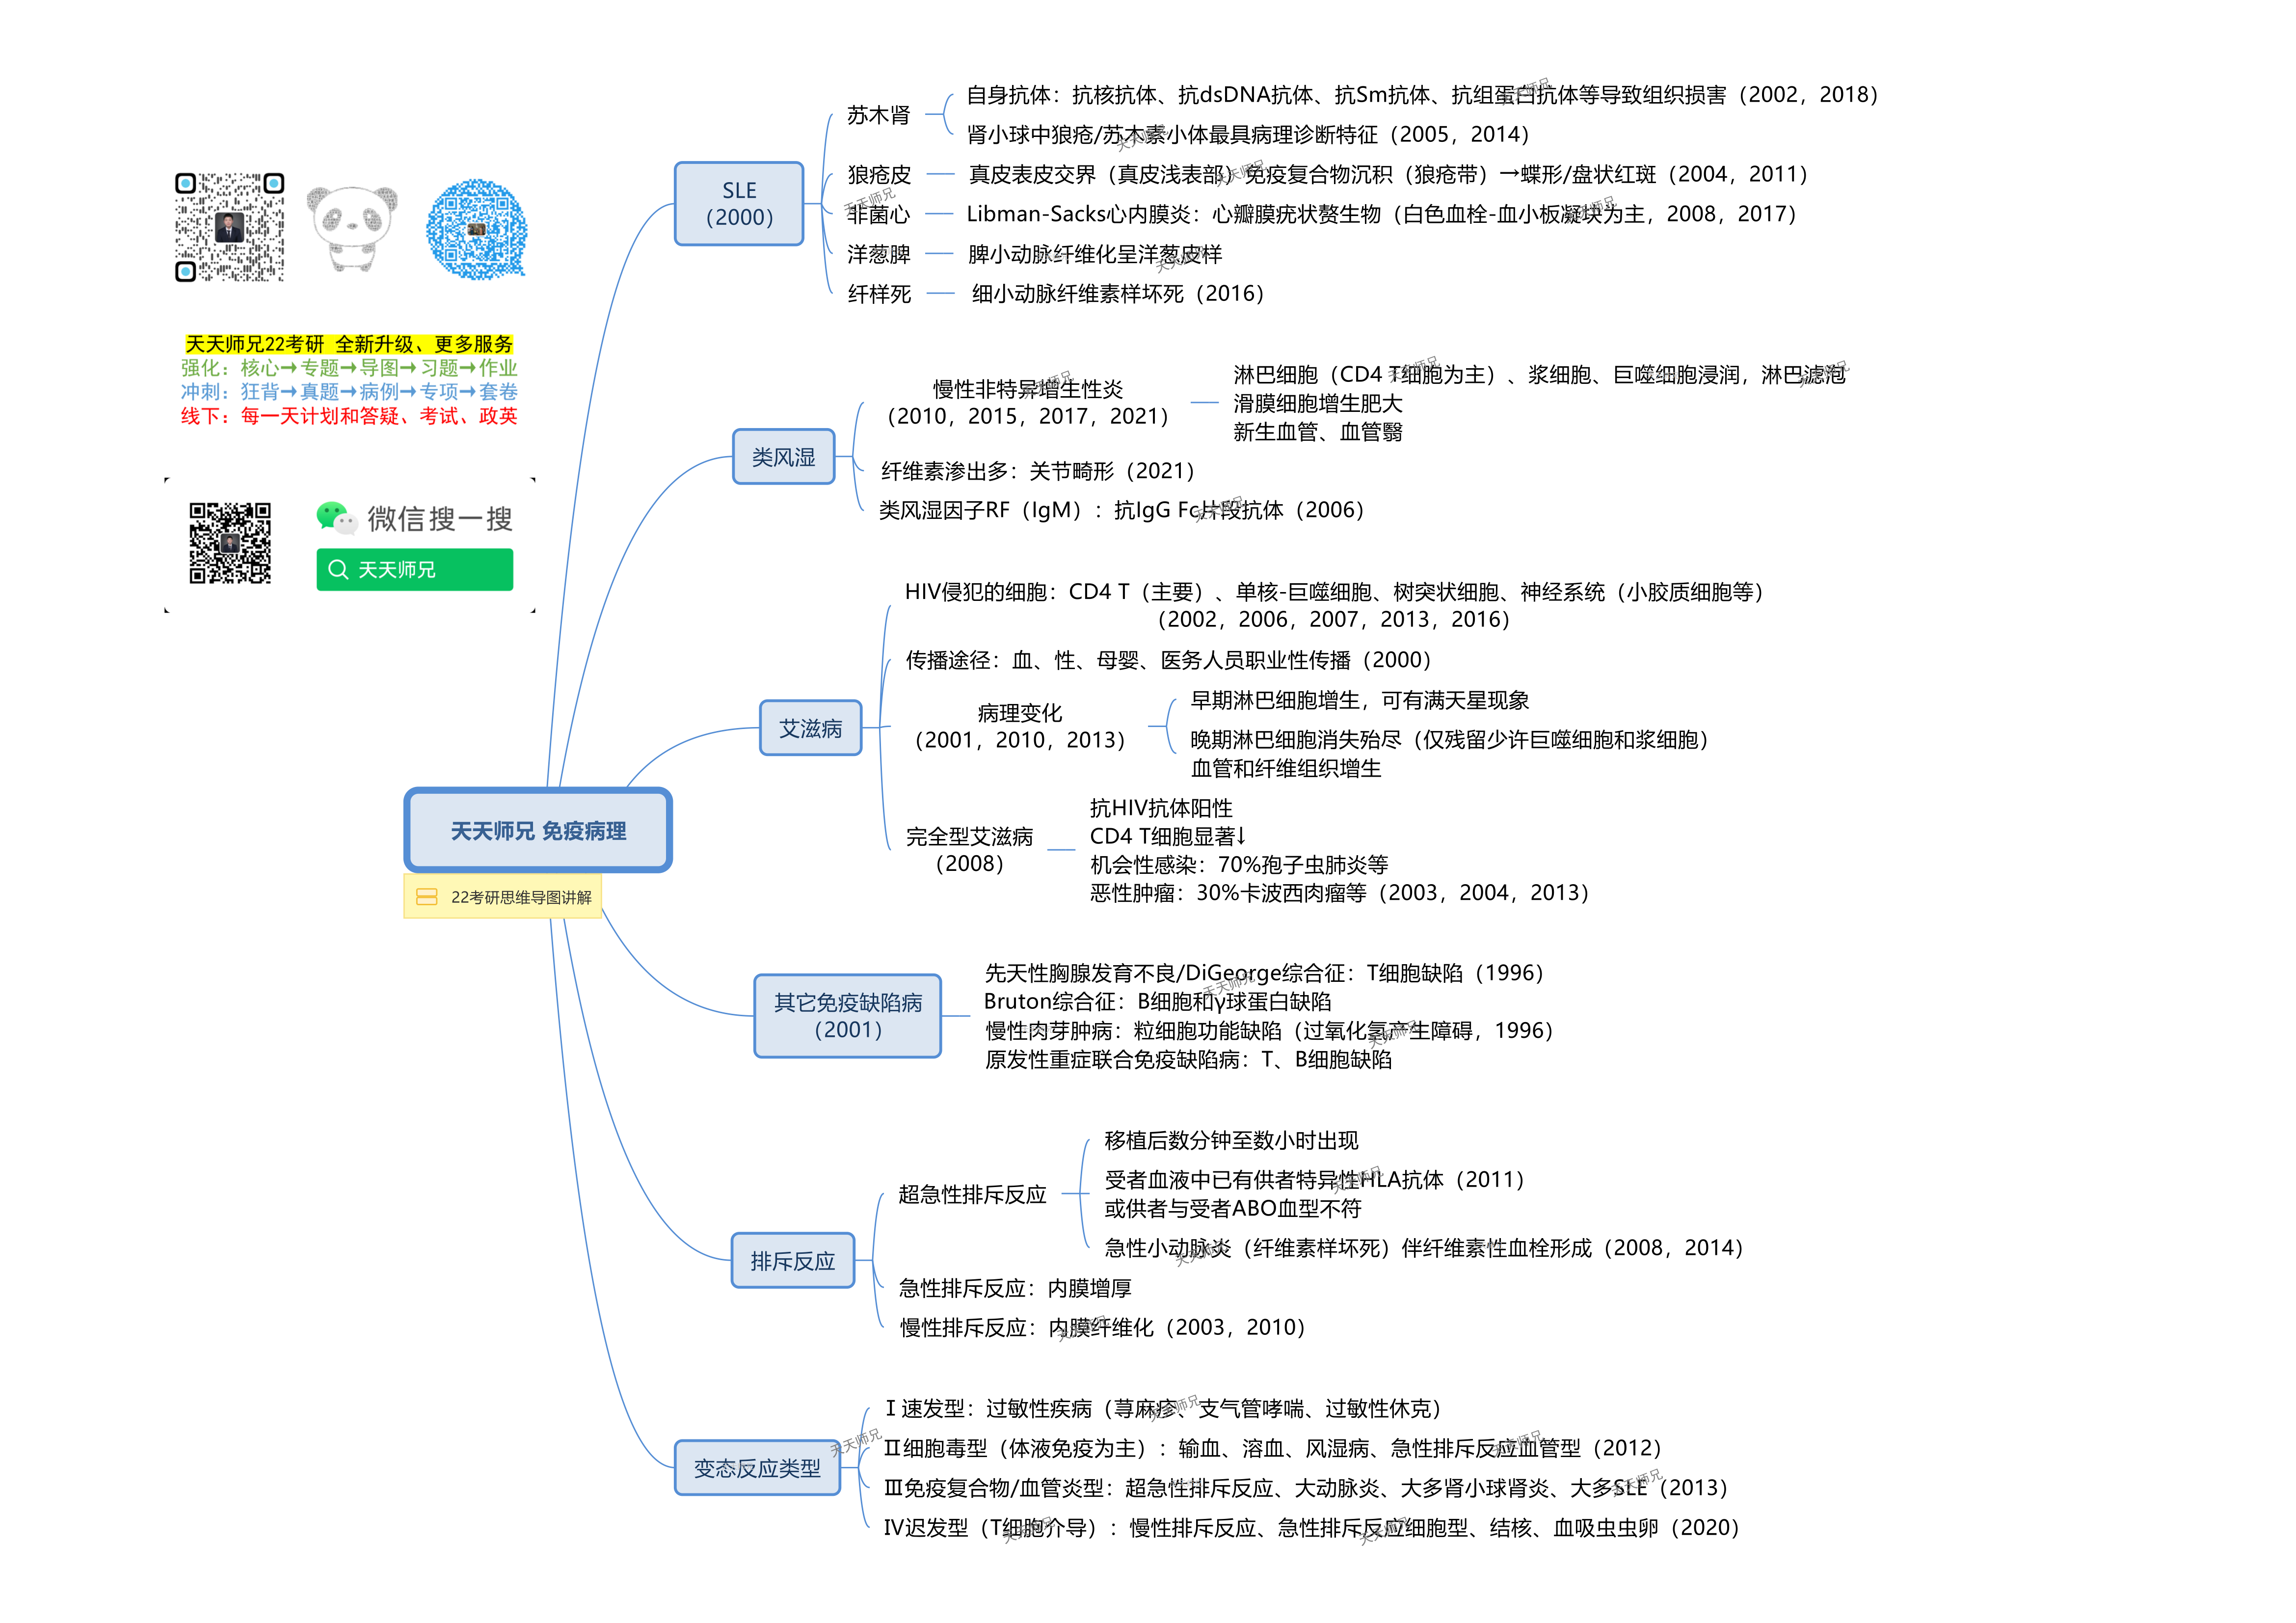 天天师兄22考研 全新升级、更多服务
强化：核心→专题→导图→习题→作业
冲刺：狂背→真题→病例→专项→套卷
线下：每一天计划和答疑、考试、政英
微信搜一搜
天天师兄
天天师兄 免疫病理
22考研思维导图讲解
SLE
（2000）
苏木肾
自身抗体：抗核抗体、抗dsDNA抗体、抗Sm抗体、抗组蛋白抗体等导致组织损害（2002，2018）
肾小球中狼疮/苏木素小体最具病理诊断特征（2005，2014）
狼疮皮
真皮表皮交界（真皮浅表部）免疫复合物沉积（狼疮带）→蝶形/盘状红斑（2004，2011）
非菌心
Libman-Sacks心内膜炎：心瓣膜疣状赘生物（白色血栓-血小板凝块为主，2008，2017）
洋葱脾
脾小动脉纤维化呈洋葱皮样
纤样死
细小动脉纤维素样坏死（2016）
类风湿
慢性非特异增生性炎
（2010，2015，2017，2021）
淋巴细胞（CD4 T细胞为主）、浆细胞、巨噬细胞浸润，淋巴滤泡
滑膜细胞增生肥大
新生血管、血管翳
纤维素渗出多：关节畸形（2021）
类风湿因子RF（IgM）：抗IgG Fc片段抗体（2006）
艾滋病
HIV侵犯的细胞：CD4 T（主要）、单核-巨噬细胞、树突状细胞、神经系统（小胶质细胞等）
（2002，2006，2007，2013，2016）
传播途径：血、性、母婴、医务人员职业性传播（2000）
病理变化
（2001，2010，2013）
早期淋巴细胞增生，可有满天星现象
晚期淋巴细胞消失殆尽（仅残留少许巨噬细胞和浆细胞）
血管和纤维组织增生
完全型艾滋病
（2008）
抗HIV抗体阳性
CD4 T细胞显著↓
机会性感染：70%孢子虫肺炎等
恶性肿瘤：30%卡波西肉瘤等（2003，2004，2013）
其它免疫缺陷病
（2001）
先天性胸腺发育不良/DiGeorge综合征：T细胞缺陷（1996）
Bruton综合征：B细胞和γ球蛋白缺陷
慢性肉芽肿病：粒细胞功能缺陷（过氧化氢产生障碍，1996）
原发性重症联合免疫缺陷病：T、B细胞缺陷
排斥反应
超急性排斥反应
移植后数分钟至数小时出现
受者血液中已有供者特异性HLA抗体（2011）
或供者与受者ABO血型不符
急性小动脉炎（纤维素样坏死）伴纤维素性血栓形成（2008，2014）
急性排斥反应：内膜增厚
慢性排斥反应：内膜纤维化（2003，2010）
变态反应类型
Ⅰ速发型：过敏性疾病（荨麻疹、支气管哮喘、过敏性休克）
Ⅱ细胞毒型（体液免疫为主）：输血、溶血、风湿病、急性排斥反应血管型（2012）
Ⅲ免疫复合物/血管炎型：超急性排斥反应、大动脉炎、大多肾小球肾炎、大多SLE（2013）
Ⅳ迟发型（T细胞介导）：慢性排斥反应、急性排斥反应细胞型、结核、血吸虫虫卵（2020）